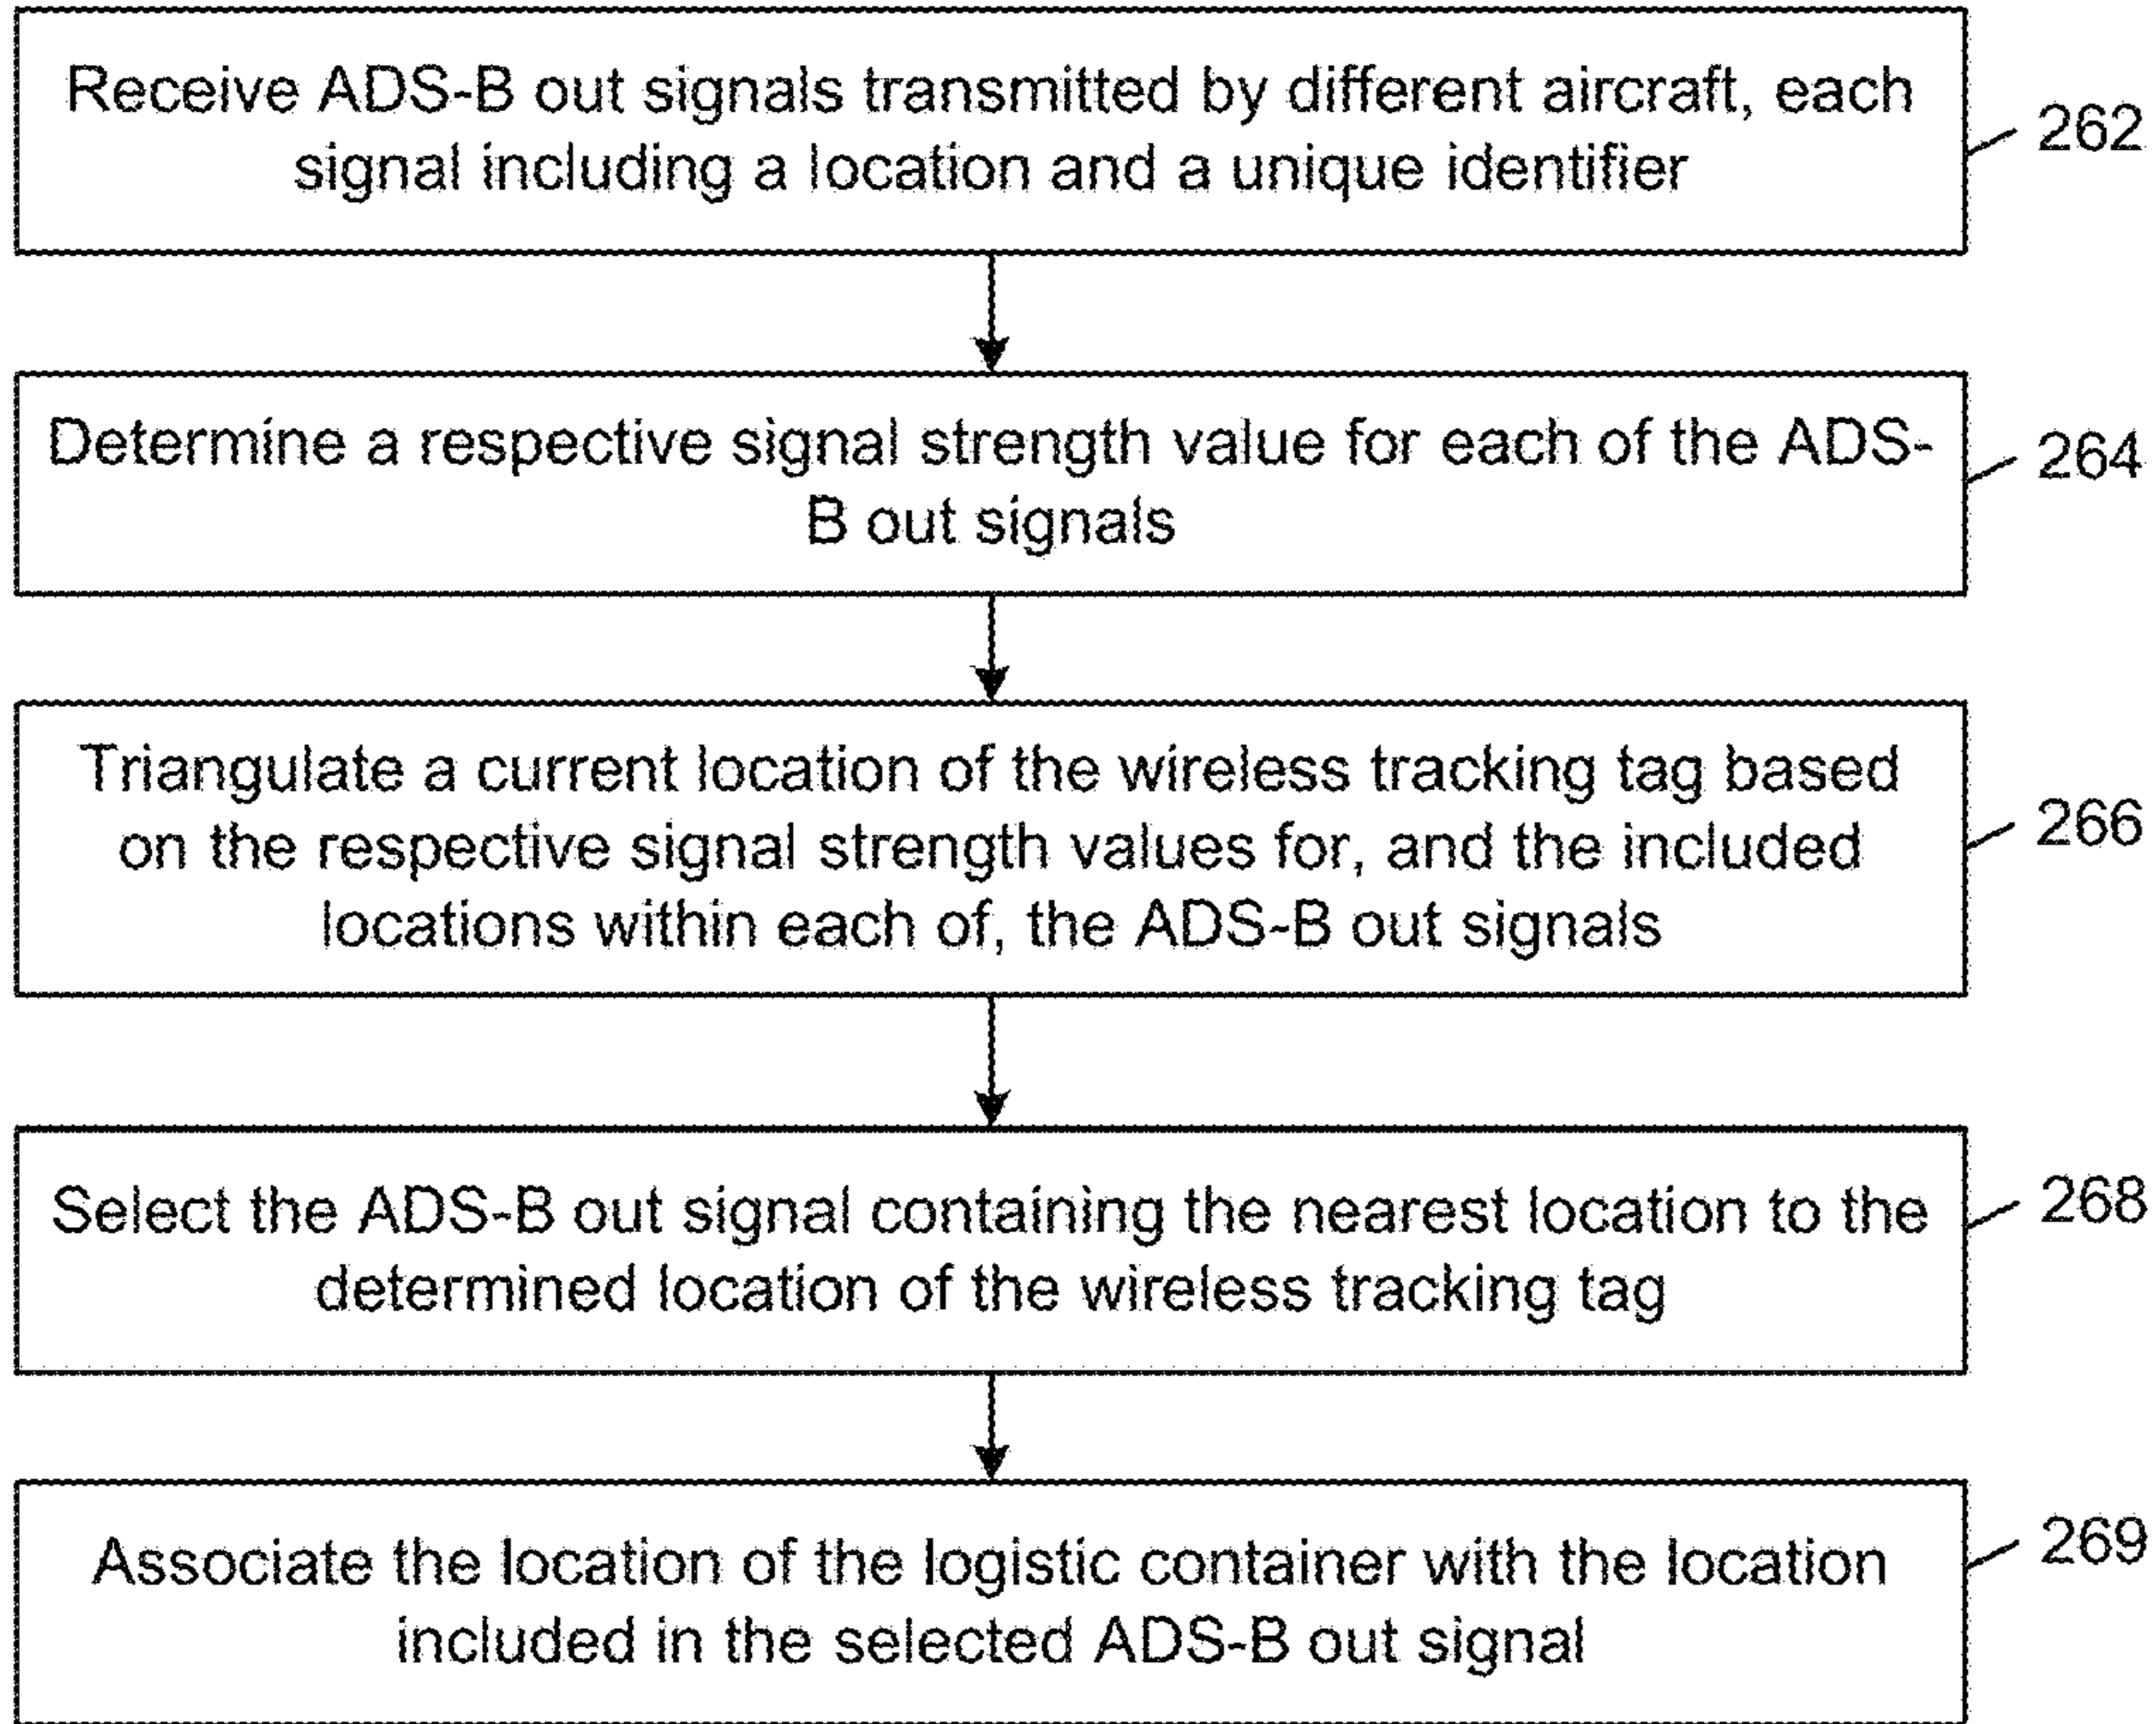 Receive ADS-B out signals transmitted by different aircraft, each
signal including a location and a unique identifier
262
Determine a respective signal strength value for each of the ADS-
B out signals
264
Triangulate a current location of the wireless tracking tag based
on the respective signal strength values for, and the included
locations within each of, the ADS-B out signals
266
Select the ADS-B out signal containing the nearest location to the
determined location of the wireless tracking tag
268
Associate the location of the logistic container with the location
included in the selected ADS-B out signal
269